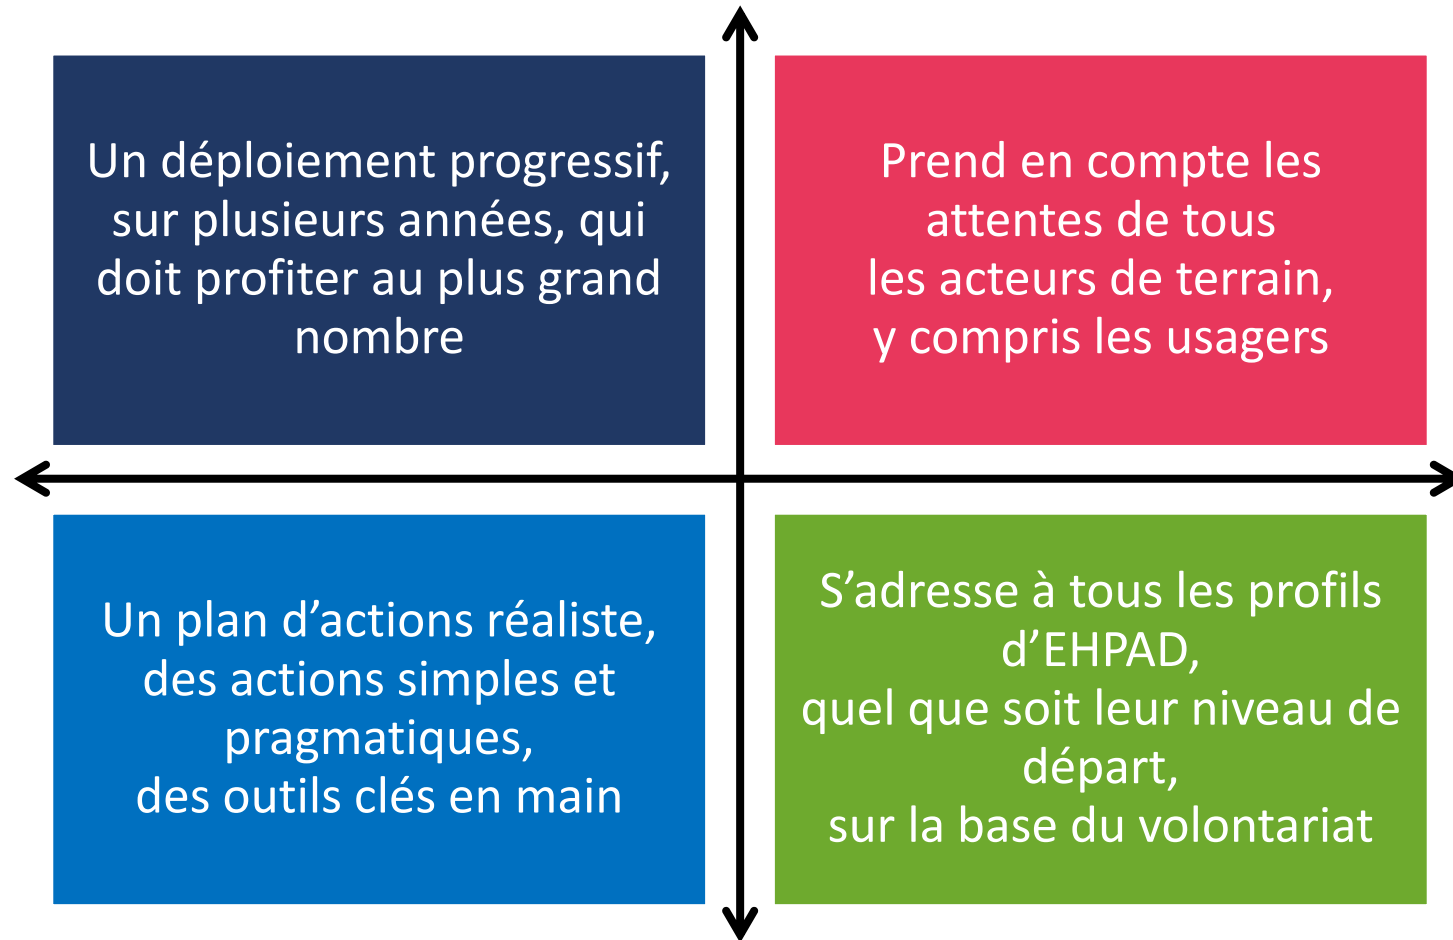 Un déploiement progressif,
sur plusieurs années, qui
doit profiter au plus grand
nombre
Prend en compte les
attentes de tous
les acteurs de terrain,
y compris les usagers
Un plan d’actions réaliste,
des actions simples et
pragmatiques,
des outils clés en main
S’adresse à tous les profils
d’EHPAD,
quel que soit leur niveau de
départ,
sur la base du volontariat